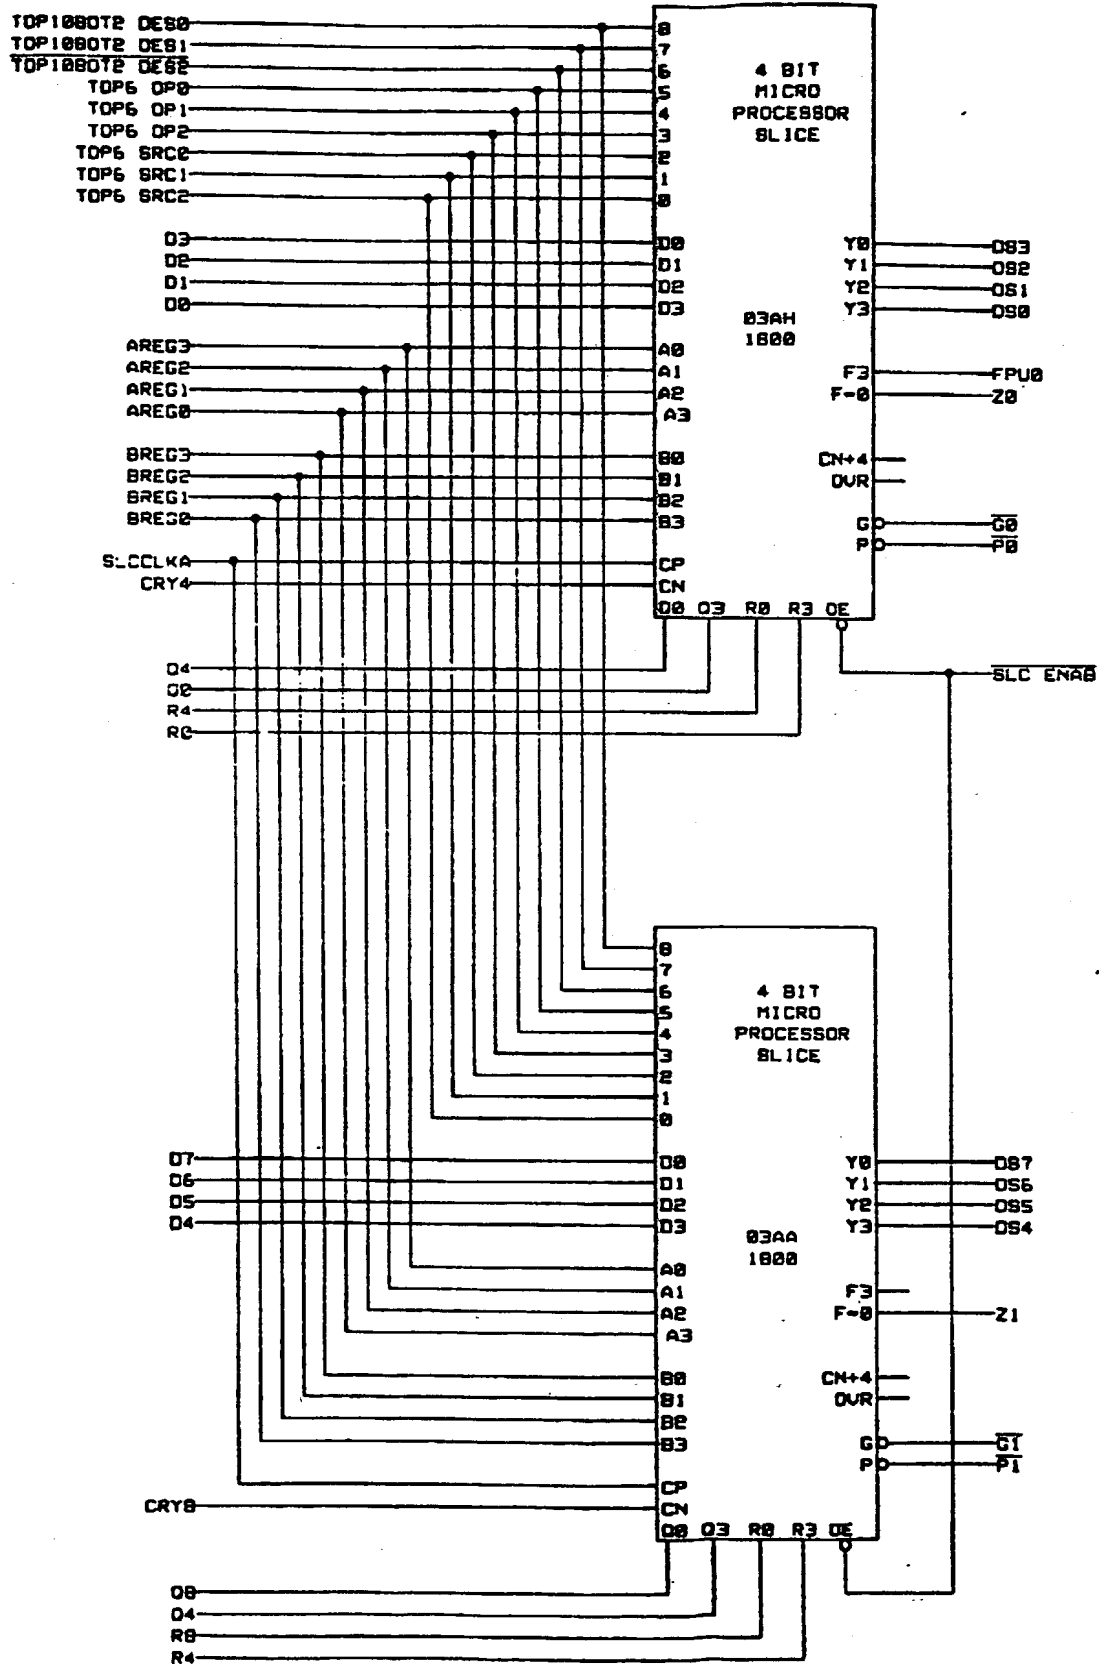 TOP10BOT2 DES0
TOP10BOT2 DES1
TOP10BOT2 DES2
TOP6 OP0
TOP6 OP1
TOP6 OP2
TOP6 SRC0
TOP6 SRC1
TOP6 SRC2
D3
D2
D1
D0
AREG3
AREG2
AREG1
AREG0
BREG3
BREG2
BREG1
BREG0
SLCCLKA
CRY4
Q4
Q0
R4
R0
8
7
6
5
4
3
2
1
0
D0
D1
D2
D3
A0
A1
A2
A3
B0
B1
B2
B3
CP
CN
Q0 Q3 R0 R3 OE
4 BIT
MICRO
PROCESSOR
SLICE
03AH
1800
Y0
Y1
Y2
Y3
F3
F=0
CN+4
OVR
G
P
DS3
DS2
DS1
DS0
FPU0
Z0
G0
P0
SLC ENAB
D7
D6
D5
D4
CRY8
Q8
Q4
R8
R4
8
7
6
5
4
3
2
1
0
D0
D1
D2
D3
A0
A1
A2
A3
B0
B1
B2
B3
CP
CN
Q0 Q3 R0 R3 OE
4 BIT
MICRO
PROCESSOR
SLICE
03AA
1800
Y0
Y1
Y2
Y3
F3
F=0
CN+4
OVR
G
P
DS7
DS6
DS5
DS4
Z1
G1
P1